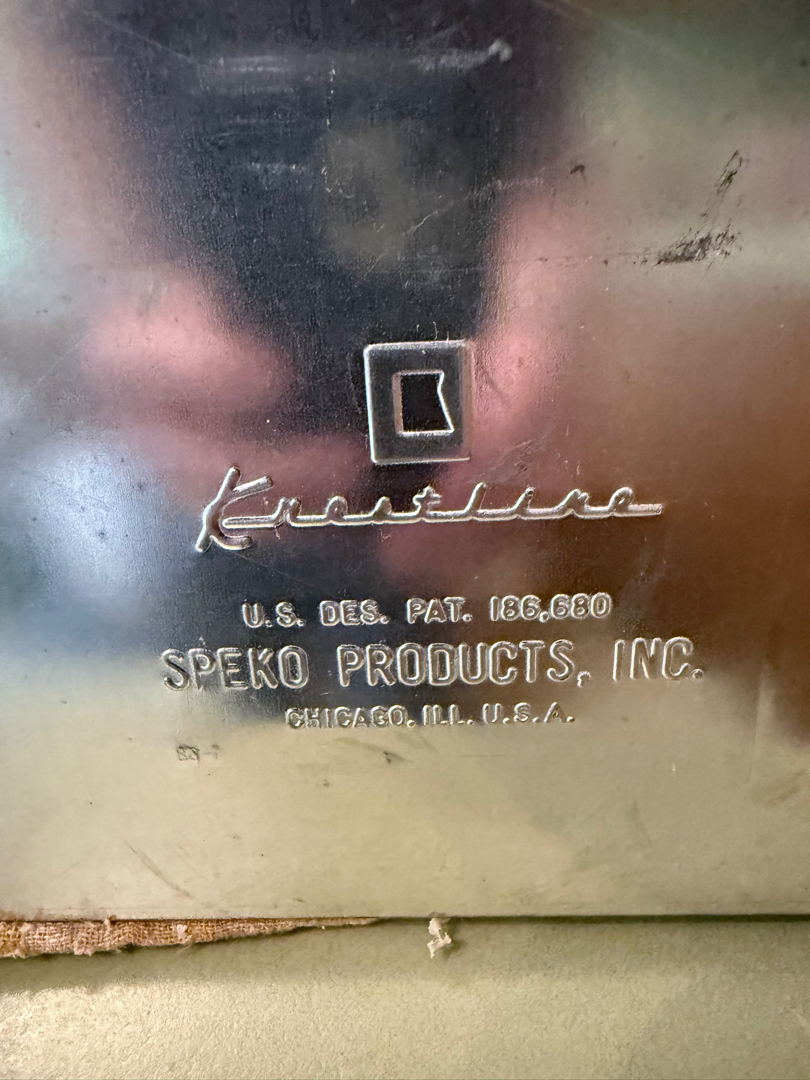 Krestline
U.S. DES. PAT. 186,680
SPEKO PRODUCTS, INC.
CHICAGO, ILL. U.S.A.